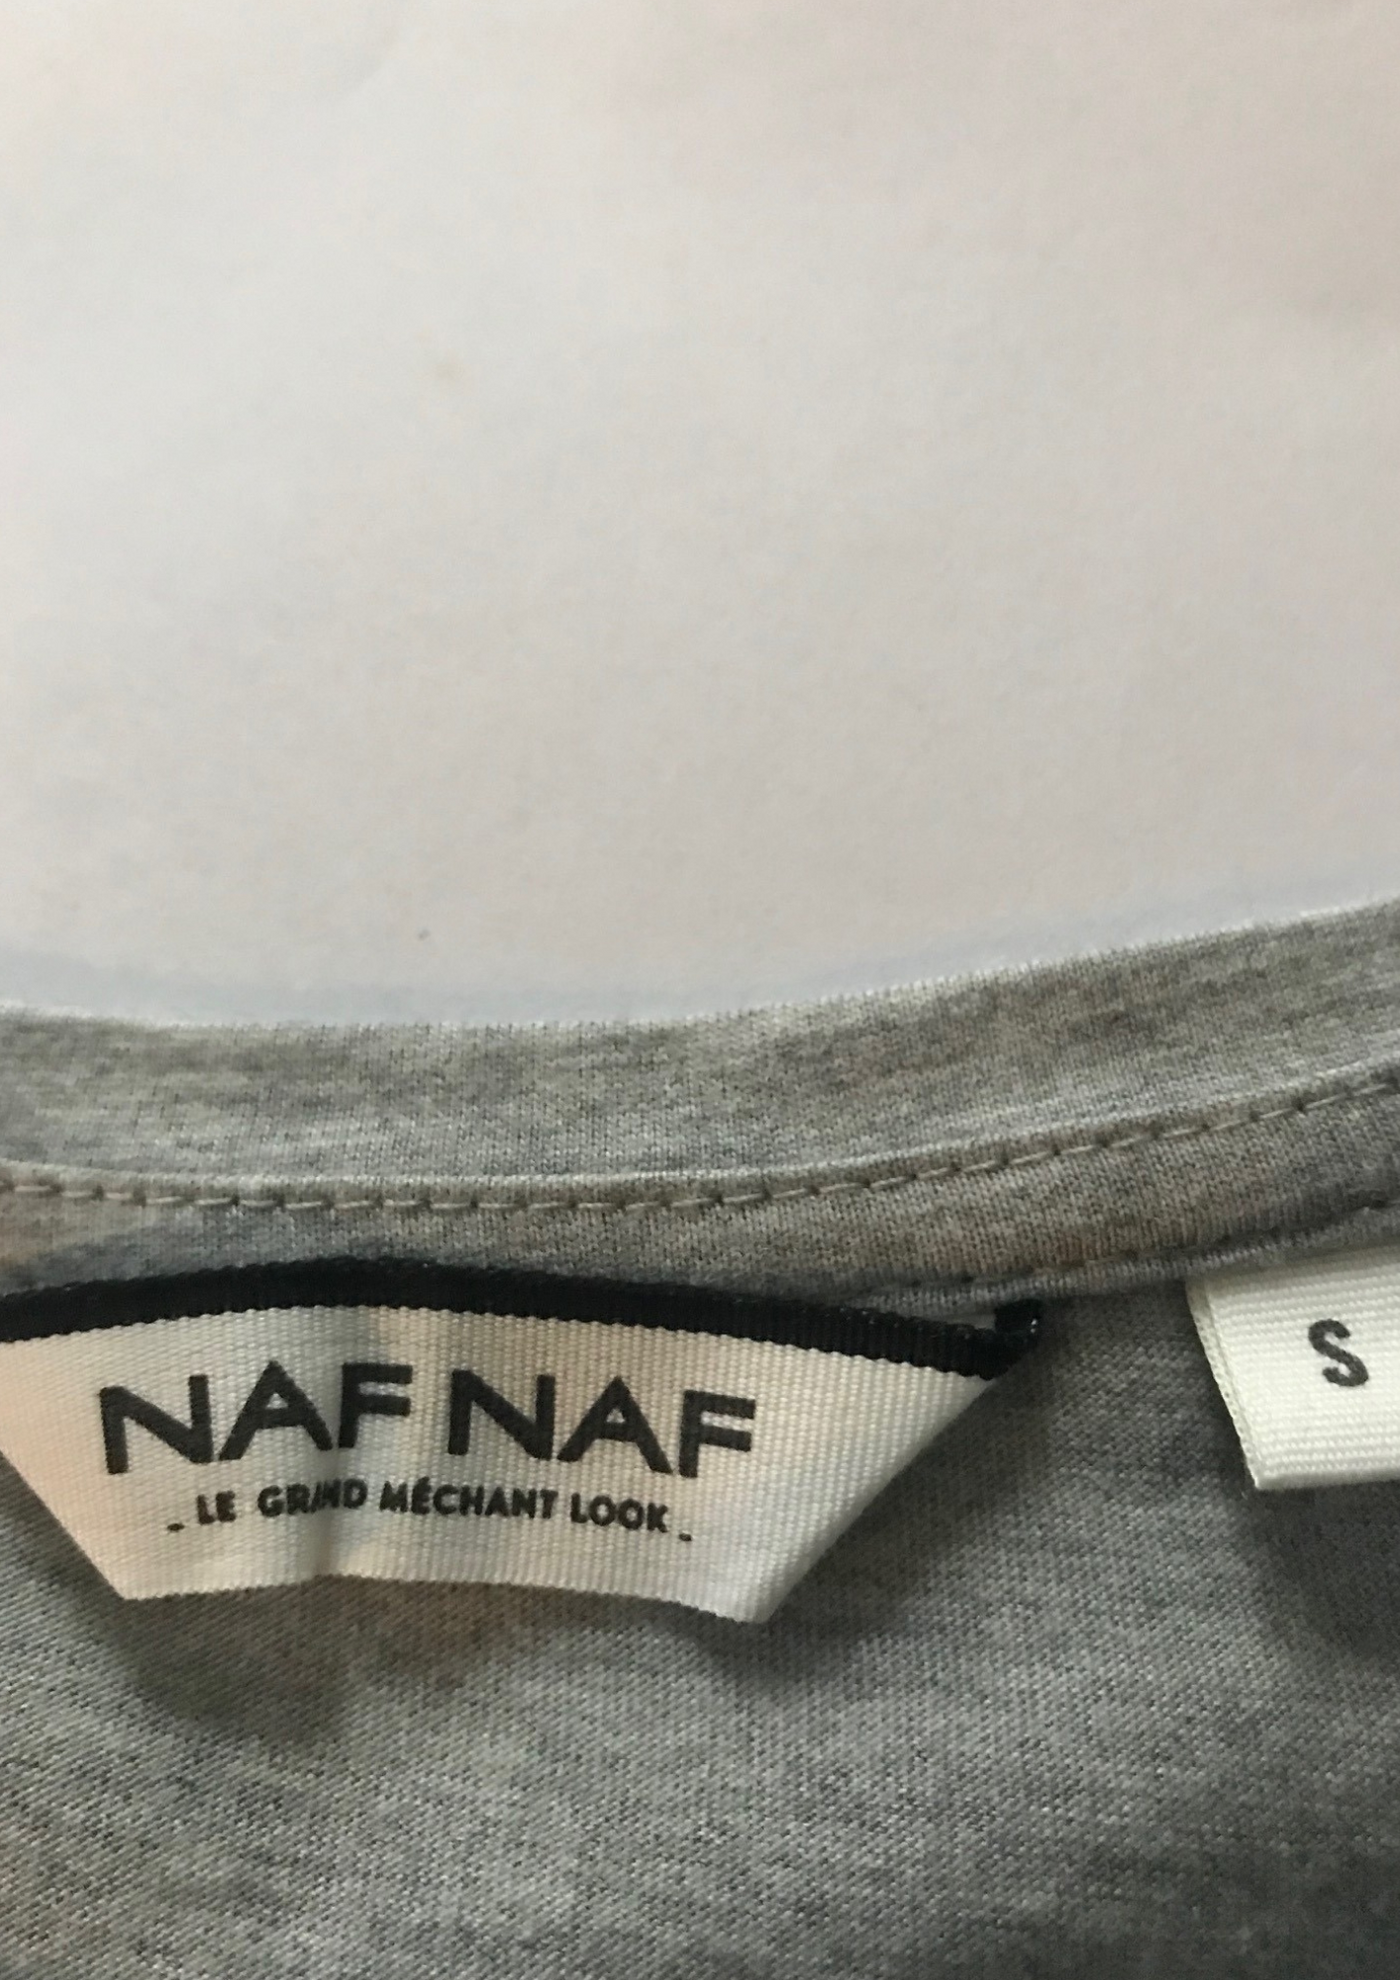 NAF NAF
- LE GRAND MÉCHANT LOOK -
S